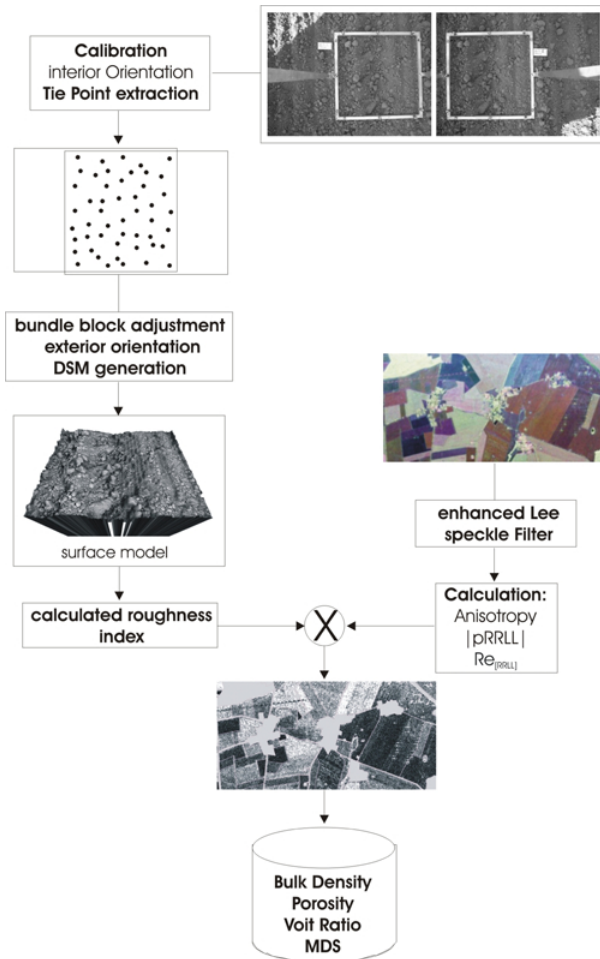 Calibration
interior Orientation
Tie Point extraction
bundle block adjustment
exterior orientation
DSM generation
surface model
calculated roughness
index
enhanced Lee
speckle Filter
Calculation:
Anisotropy
|pRRLL|
Re[RRLL]
X
Bulk Density
Porosity
Voit Ratio
MDS